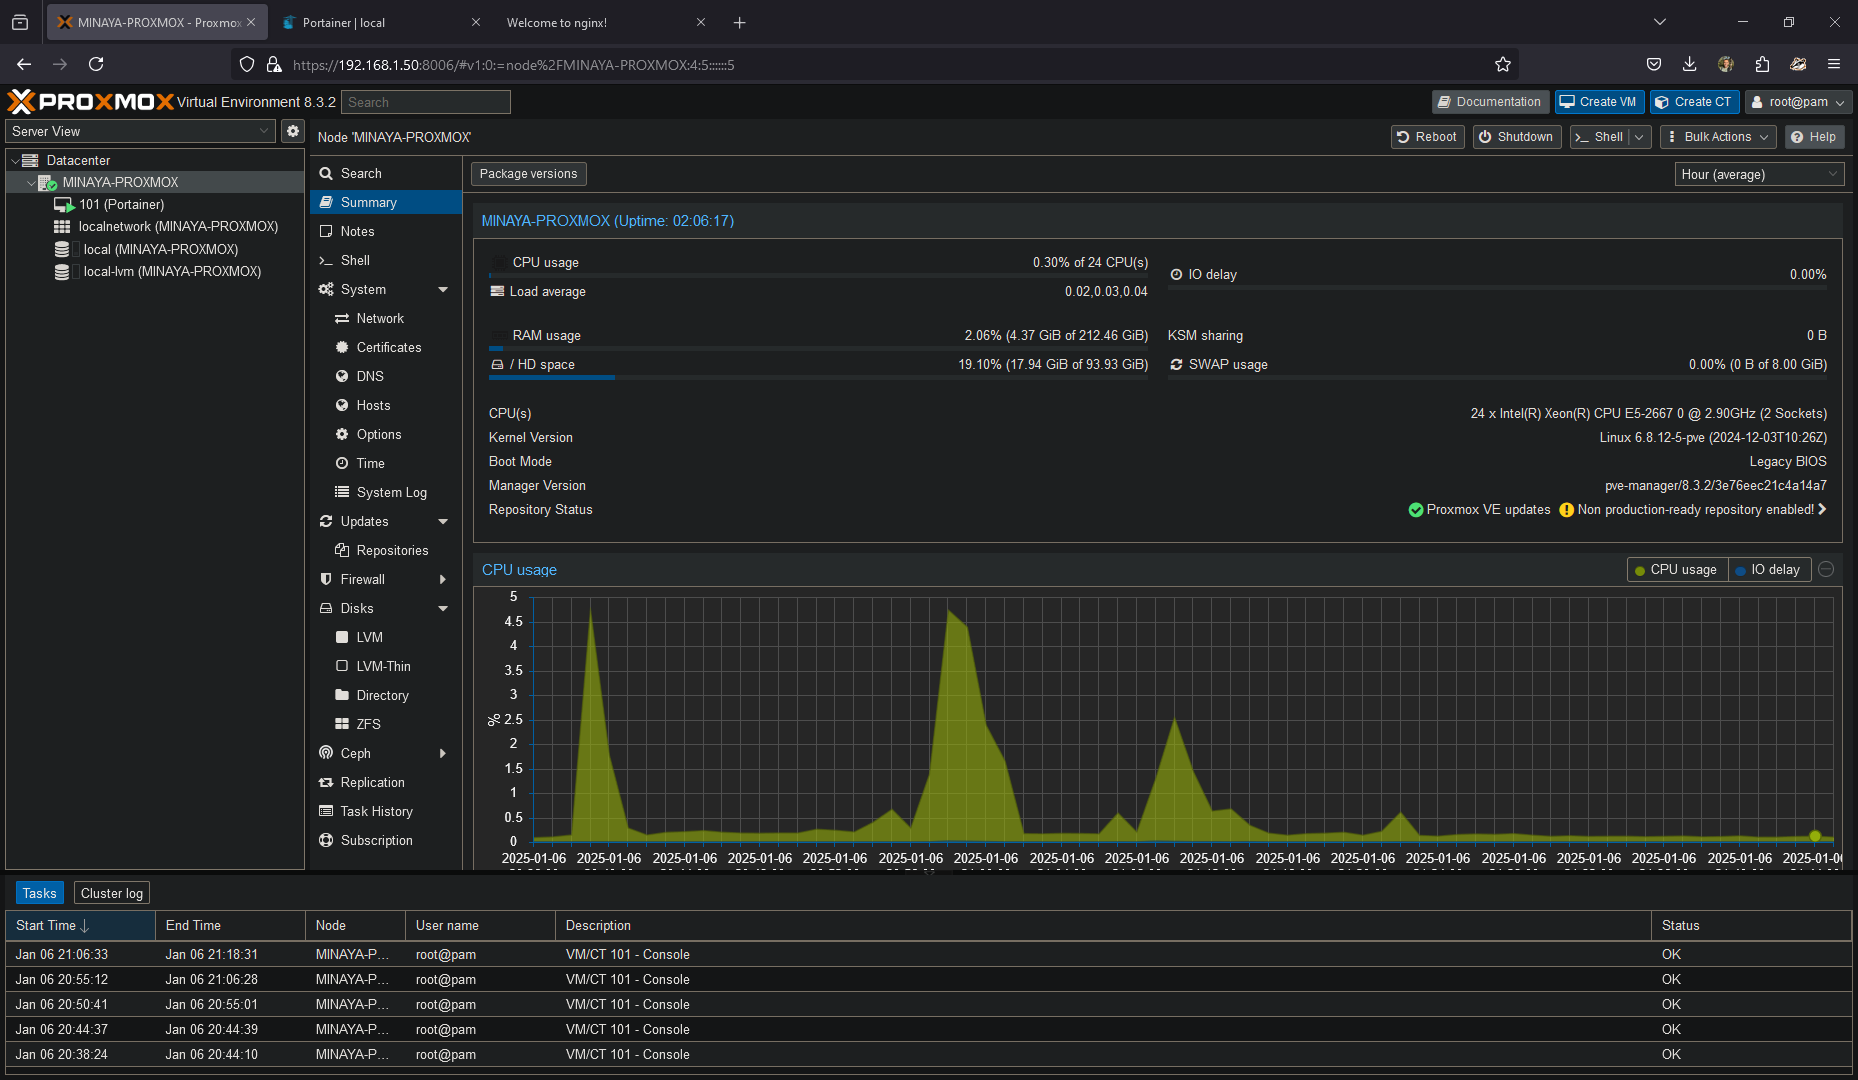 MINAYA-PROXMOX - Proxmox
Portainer | local
Welcome to nginx!
https://192.168.1.50:8006/#v1:0:=node%2FMINAYA-PROXMOX:4:5::::::5
PROXMOX Virtual Environment 8.3.2 Search
Documentation Create VM Create CT root@pam
Server View
Node 'MINAYA-PROXMOX'
Reboot Shutdown Shell Bulk Actions Help
Datacenter
MINAYA-PROXMOX
101 (Portainer)
localnetwork (MINAYA-PROXMOX)
local (MINAYA-PROXMOX)
local-lvm (MINAYA-PROXMOX)
Search
Summary
Notes
Shell
System
Network
Certificates
DNS
Hosts
Options
Time
System Log
Updates
Repositories
Firewall
Disks
LVM
LVM-Thin
Directory
ZFS
Ceph
Replication
Task History
Subscription
Package versions
Hour (average)
MINAYA-PROXMOX (Uptime: 02:06:17)
CPU usage 0.30% of 24 CPU(s)
IO delay 0.00%
Load average 0.02,0.03,0.04
RAM usage 2.06% (4.37 GiB of 212.46 GiB)
KSM sharing 0 B
/ HD space 19.10% (17.94 GiB of 93.93 GiB)
SWAP usage 0.00% (0 B of 8.00 GiB)
CPU(s) 24 x Intel(R) Xeon(R) CPU E5-2667 0 @ 2.90GHz (2 Sockets)
Kernel Version Linux 6.8.12-5-pve (2024-12-03T10:26Z)
Boot Mode Legacy BIOS
Manager Version pve-manager/8.3.2/3e76eec21c4a14a7
Repository Status Proxmox VE updates Non production-ready repository enabled!
CPU usage
CPU usage IO delay
5
4.5
4
3.5
3
% 2.5
2
1.5
1
0.5
0
2025-01-06 2025-01-06 2025-01-06 2025-01-06 2025-01-06 2025-01-06 2025-01-06 2025-01-06 2025-01-06 2025-01-06 2025-01-06 2025-01-06 2025-01-06 2025-01-06 2025-01-06 2025-01-06 2025-01-06 2025-01-0
Tasks Cluster log
Start Time End Time Node User name Description Status
Jan 06 21:06:33 Jan 06 21:18:31 MINAYA-P... root@pam VM/CT 101 - Console OK
Jan 06 20:55:12 Jan 06 21:06:28 MINAYA-P... root@pam VM/CT 101 - Console OK
Jan 06 20:50:41 Jan 06 20:55:01 MINAYA-P... root@pam VM/CT 101 - Console OK
Jan 06 20:44:37 Jan 06 20:44:39 MINAYA-P... root@pam VM/CT 101 - Console OK
Jan 06 20:38:24 Jan 06 20:44:10 MINAYA-P... root@pam VM/CT 101 - Console OK